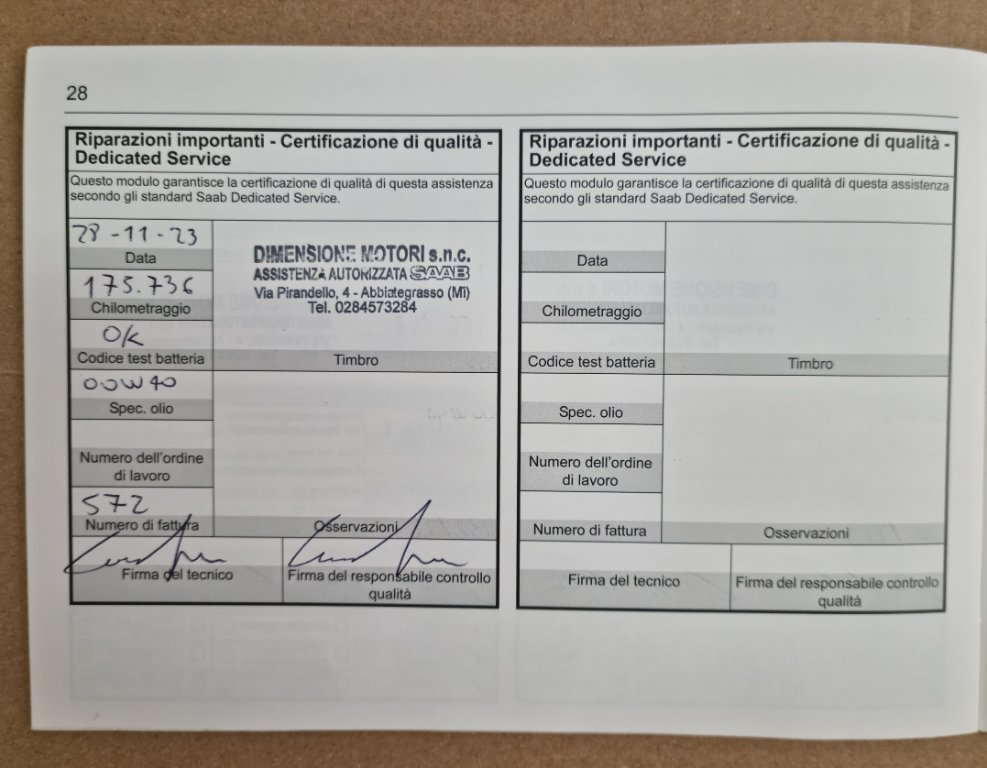 28
Riparazioni importanti - Certificazione di qualità -
Dedicated Service
Questo modulo garantisce la certificazione di qualità di questa assistenza
secondo gli standard Saab Dedicated Service.
28-11-23
Data
175.736
Chilometraggio
O/k
Codice test batteria
DIMENSIONE MOTORI s.n.c.
ASSISTENZA AUTORIZZATA SAAB
Via Pirandello, 4 - Abbiategrasso (Mi)
Tel. 0284573284
Timbro
00W40
Spec. olio
Numero dell'ordine
di lavoro
572
Numero di fattura
Osservazioni
Firma del tecnico
Firma del responsabile controllo
qualità
Riparazioni importanti - Certificazione di qualità -
Dedicated Service
Questo modulo garantisce la certificazione di qualità di questa assistenza
secondo gli standard Saab Dedicated Service.
Data
Chilometraggio
Codice test batteria
Timbro
Spec. olio
Numero dell'ordine
di lavoro
Numero di fattura
Osservazioni
Firma del tecnico
Firma del responsabile controllo
qualità